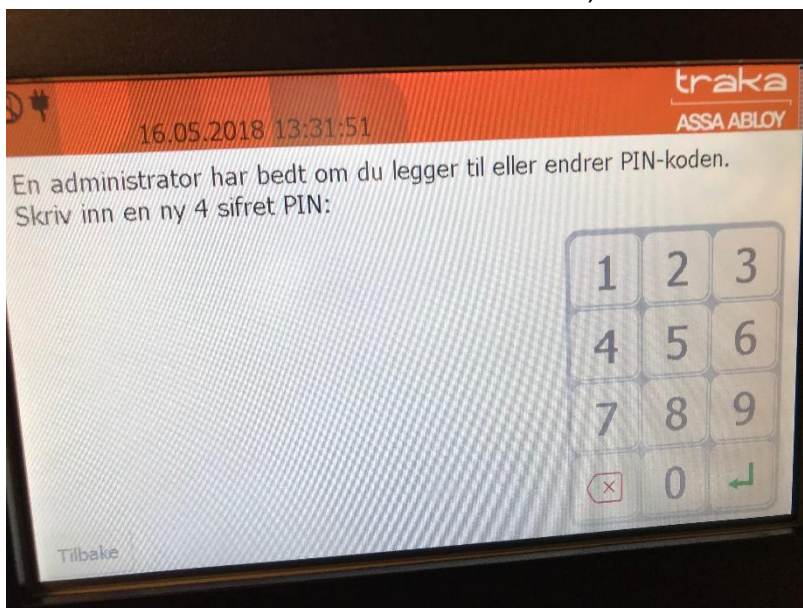 traka
ASSA ABLOY
16.05.2018 13:31:51
En administrator har bedt om du legger til eller endrer PIN-koden.
Skriv inn en ny 4 sifret PIN:
1 2 3
4 5 6
7 8 9
0
Tilbake